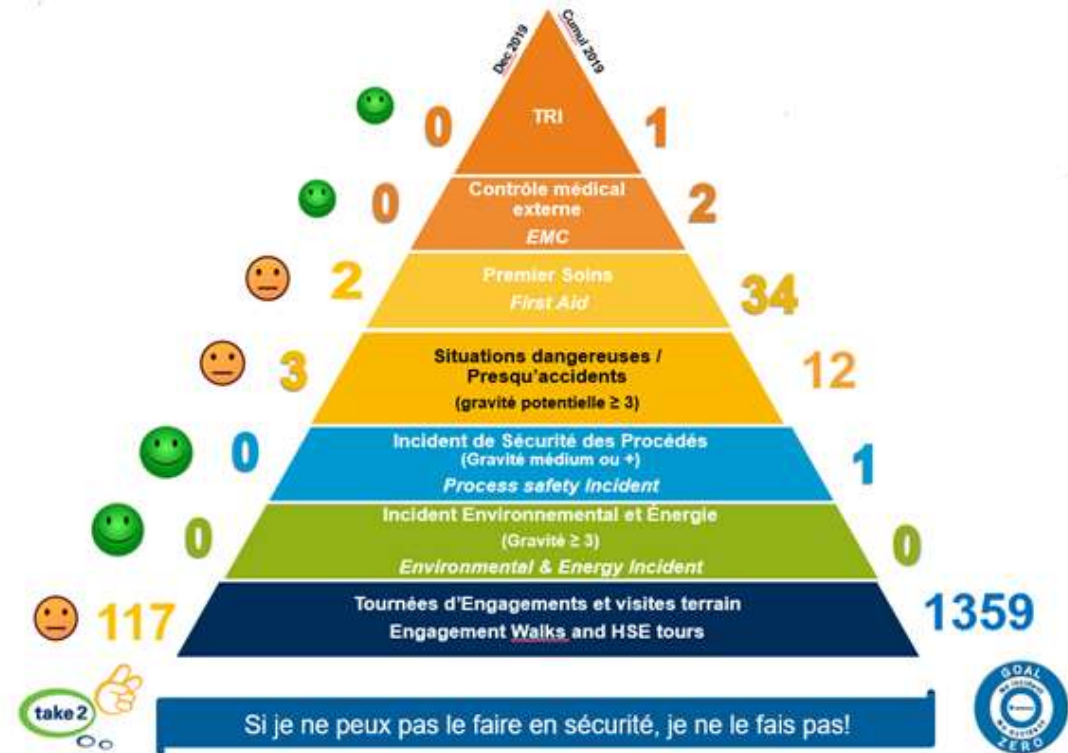 Dec 2019
Cumul 2019
0
TRI
1
0
Contrôle médical
externe
EMC
2
2
Premier Soins
First Aid
34
3
Situations dangereuses /
Presqu'accidents
(gravité potentielle ≥ 3)
12
0
Incident de Sécurité des Procédés
(Gravité médium ou +)
Process safety Incident
1
0
Incident Environnemental et Énergie
(Gravité ≥ 3)
Environmental & Energy Incident
0
117
Tournées d'Engagements et visites terrain
Engagement Walks and HSE tours
1359
take 2
Si je ne peux pas le faire en sécurité, je ne le fais pas!
GOAL
ZERO